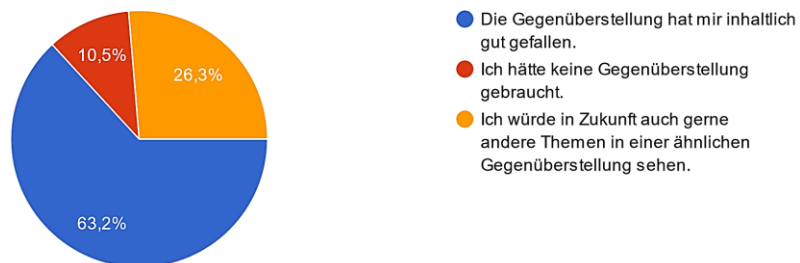 Die Gegenüberstellung hat mir inhaltlich
gut gefallen.
Ich hätte keine Gegenüberstellung
gebraucht.
Ich würde in Zukunft auch gerne
andere Themen in einer ähnlichen
Gegenüberstellung sehen.
10,5%
26,3%
63,2%